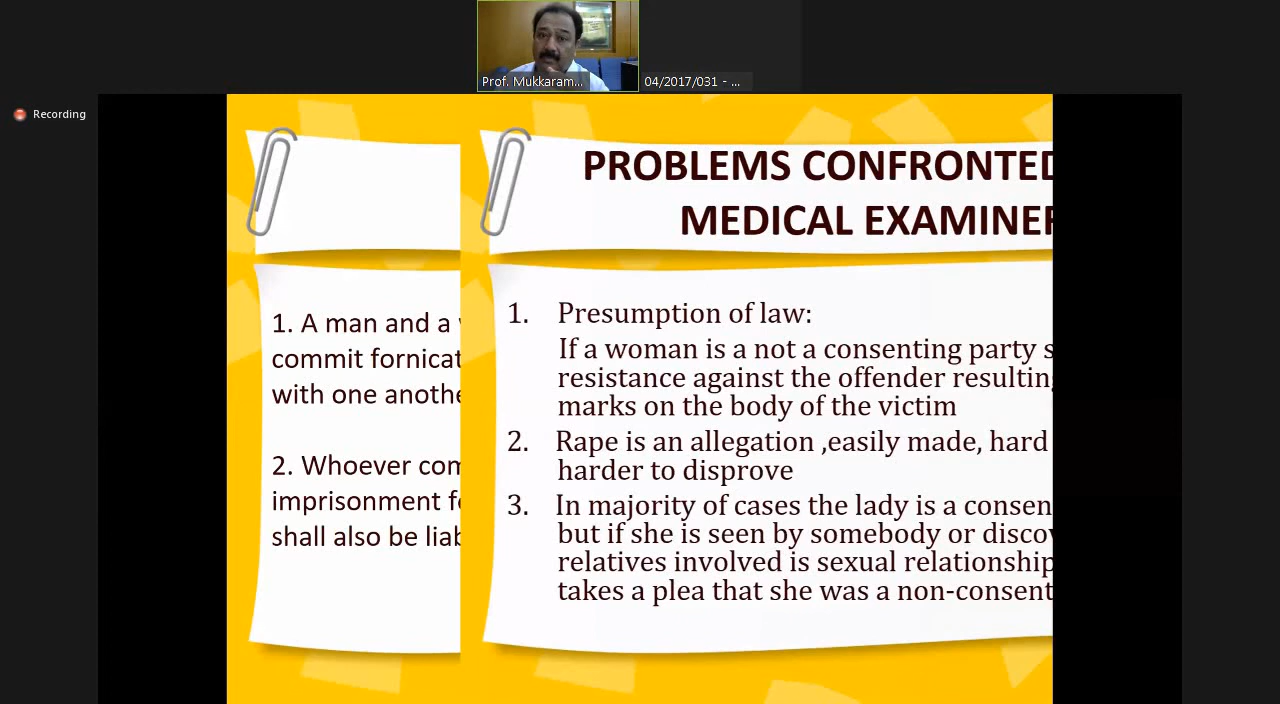 Prof. Mukkaram...
04/2017/031 - ...
Recording
1. A man and a
commit fornicat
with one anothe
2. Whoever com
imprisonment f
shall also be liab
PROBLEMS CONFRONTED
MEDICAL EXAMINER
1. Presumption of law:
If a woman is a not a consenting party s
resistance against the offender resulting
marks on the body of the victim
2. Rape is an allegation ,easily made, hard
harder to disprove
3. In majority of cases the lady is a consen
but if she is seen by somebody or disco
relatives involved is sexual relationship
takes a plea that she was a non-consent